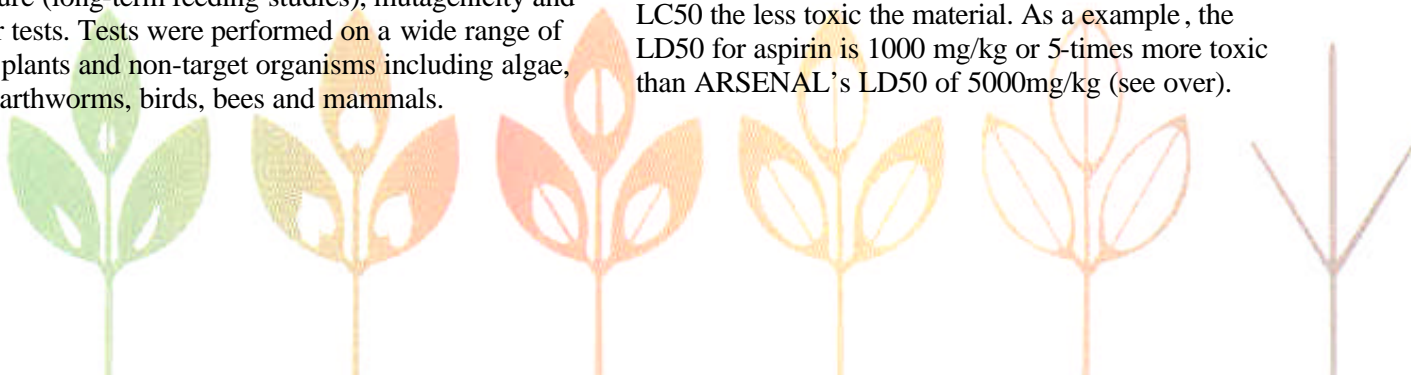 ure (long-term feeding studies), mutagenicity and
r tests. Tests were performed on a wide range of
plants and non-target organisms including algae,
arthworms, birds, bees and mammals.
LC50 the less toxic the material. As a example, the
LD50 for aspirin is 1000 mg/kg or 5-times more toxic
than ARSENAL's LD50 of 5000mg/kg (see over).